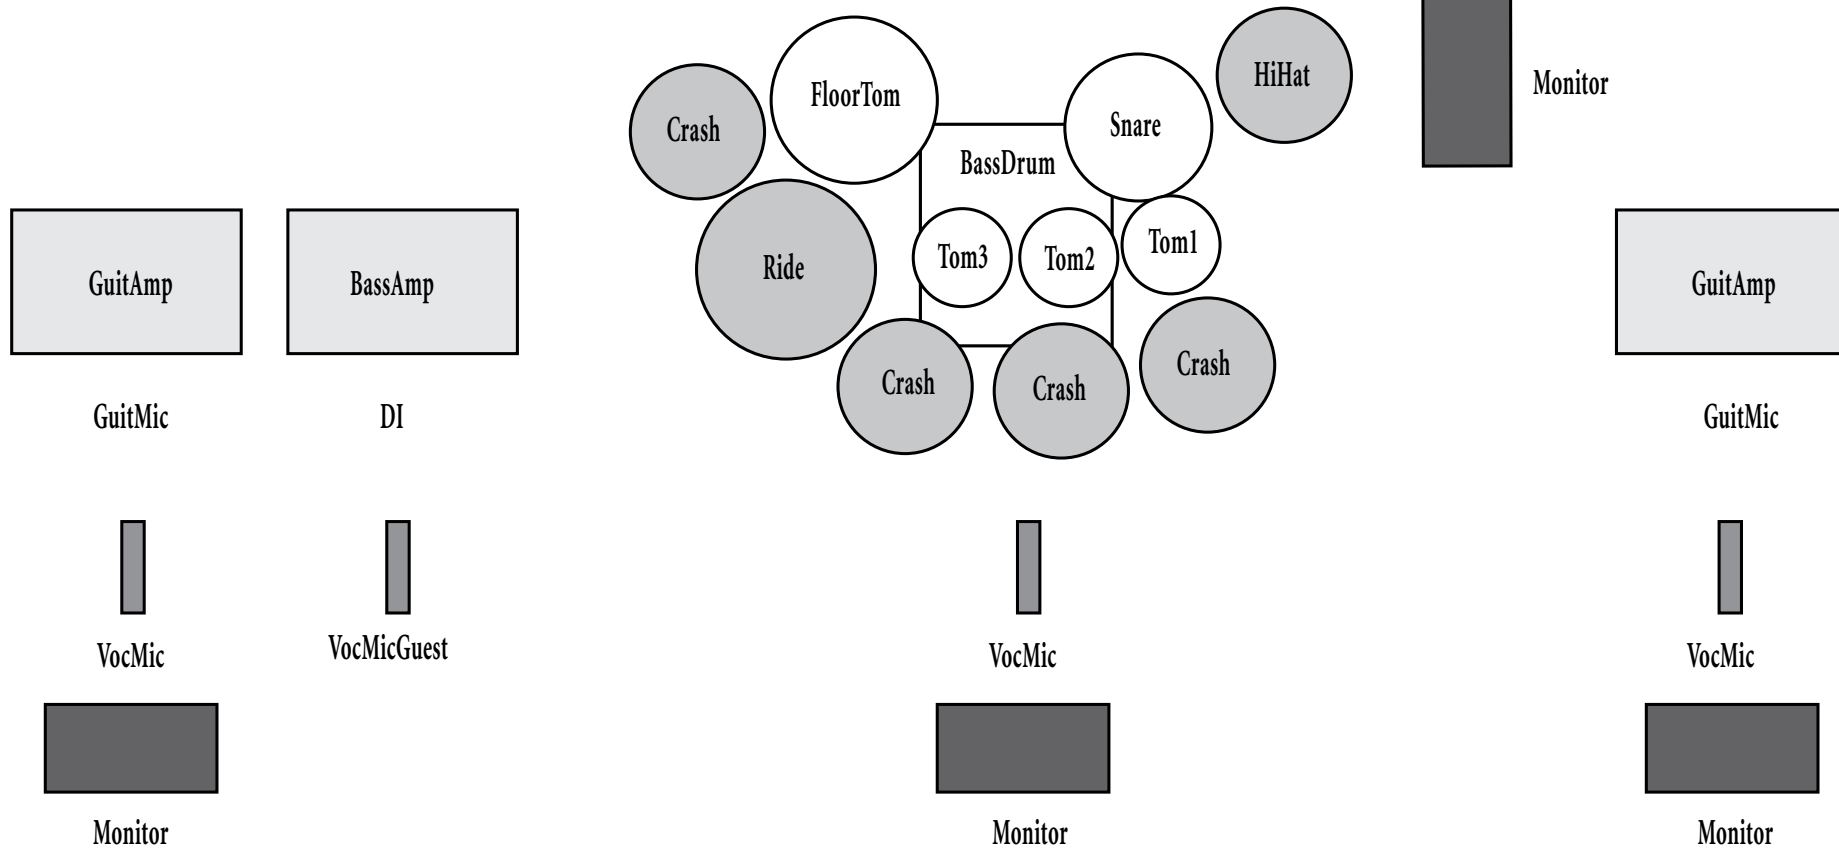 HiHat
Monitor
FloorTom
Crash
Snare
BassDrum
Tom1
Tom3
Tom2
Ride
GuitAmp
BassAmp
GuitAmp
Crash
Crash
Crash
GuitMic
DI
GuitMic
VocMic
VocMicGuest
VocMic
VocMic
Monitor
Monitor
Monitor